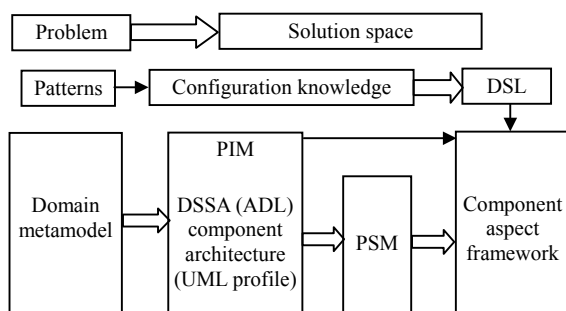 Problem
Solution space
Patterns
Configuration knowledge
DSL
Domain
metamodel
PIM
DSSA (ADL)
component
architecture
(UML profile)
PSM
Component
aspect
framework